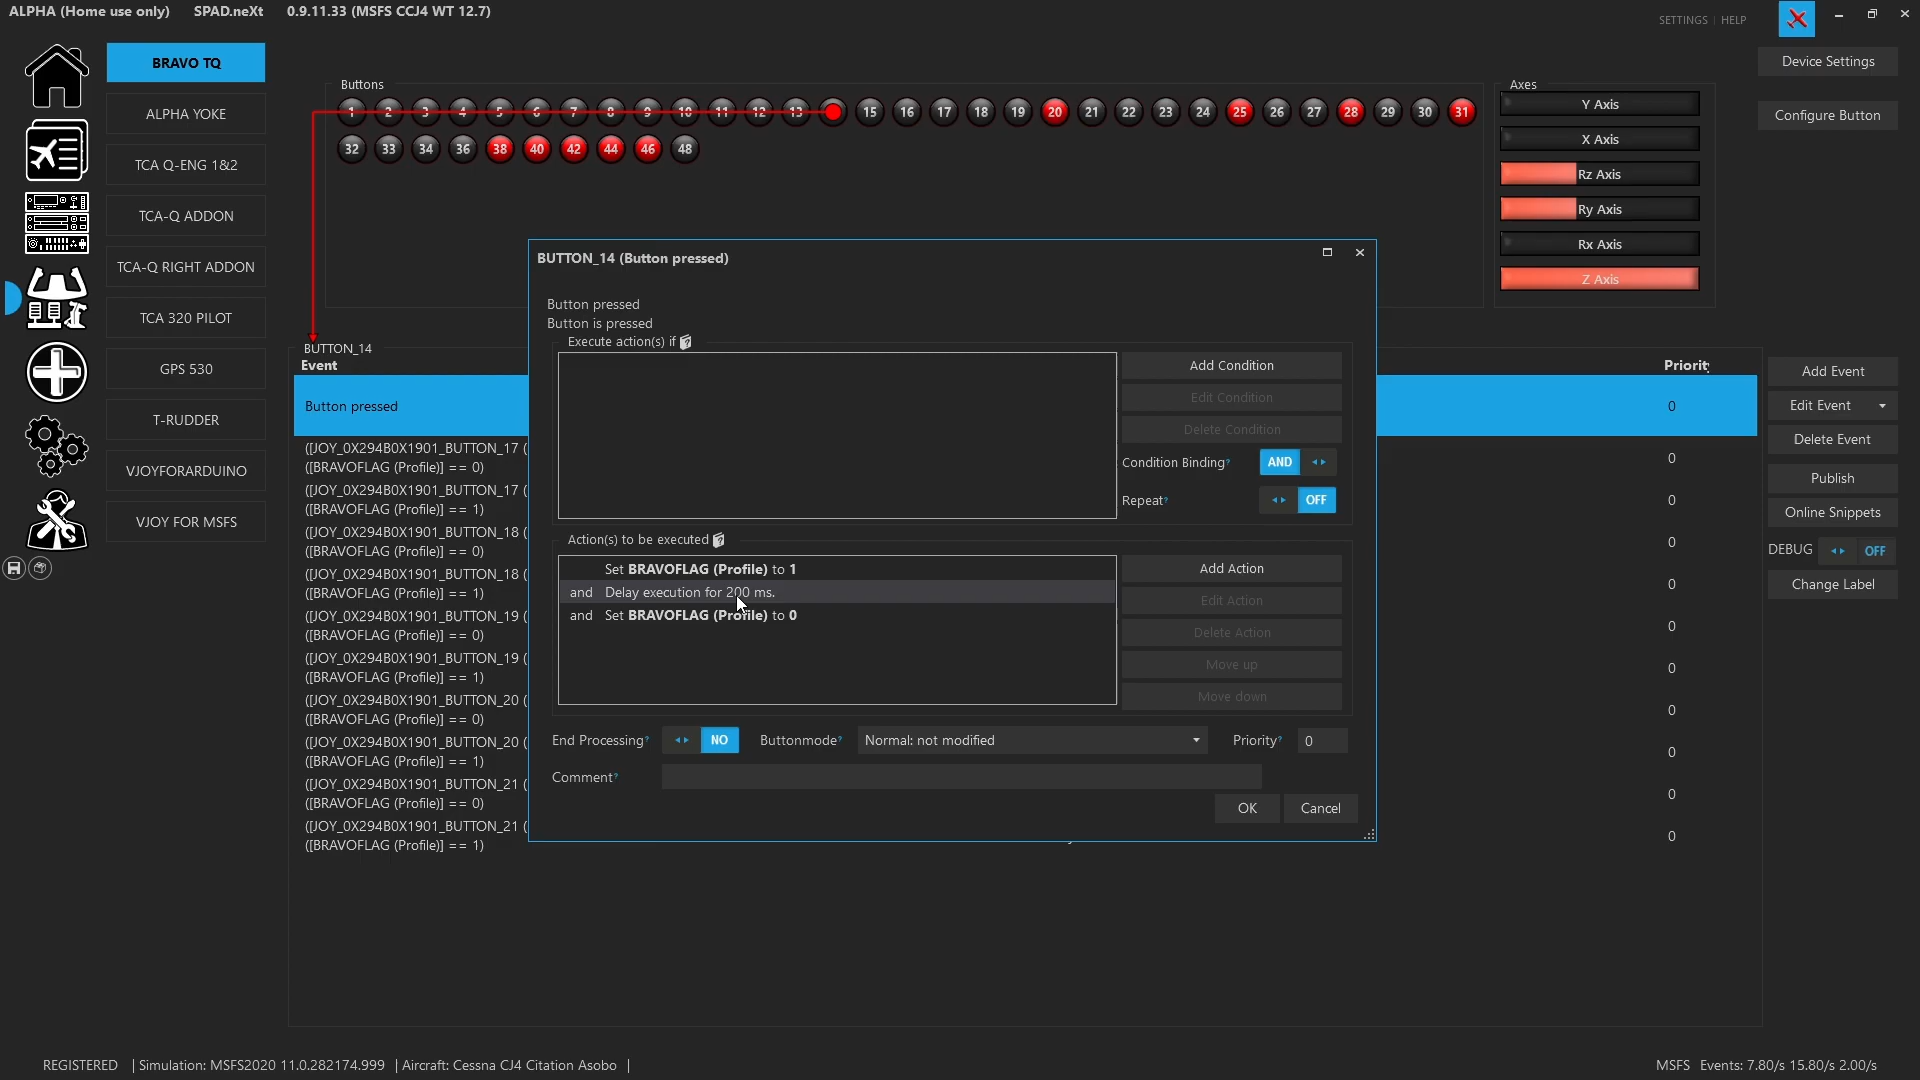 ALPHA (Home use only) SPAD.neXt 0.9.11.33 (MSFS CCJ4 WT 12.7)
SETTINGS | HELP
BRAVO TQ
ALPHA YOKE
TCA Q-ENG 1&2
TCA-Q ADDON
TCA-Q RIGHT ADDON
TCA 320 PILOT
GPS 530
T-RUDDER
VJOYFORARDUINO
VJOY FOR MSFS
Buttons
1 2 3 4 5 6 7 8 9 10 11 12 13 15 16 17 18 19 20 21 22 23 24 25 26 27 28 29 30 31
32 33 34 36 38 40 42 44 46 48
Axes
Y Axis
X Axis
Rz Axis
Ry Axis
Rx Axis
Z Axis
Device Settings
Configure Button
BUTTON_14
Event
Priority
Button pressed 0
([JOY_0X294B0X1901_BUTTON_17 (
([BRAVOFLAG (Profile)] == 0)
0
([JOY_0X294B0X1901_BUTTON_17 (
([BRAVOFLAG (Profile)] == 1)
0
([JOY_0X294B0X1901_BUTTON_18 (
([BRAVOFLAG (Profile)] == 0)
0
([JOY_0X294B0X1901_BUTTON_18 (
([BRAVOFLAG (Profile)] == 1)
0
([JOY_0X294B0X1901_BUTTON_19 (
([BRAVOFLAG (Profile)] == 0)
0
([JOY_0X294B0X1901_BUTTON_19 (
([BRAVOFLAG (Profile)] == 1)
0
([JOY_0X294B0X1901_BUTTON_20 (
([BRAVOFLAG (Profile)] == 0)
0
([JOY_0X294B0X1901_BUTTON_20 (
([BRAVOFLAG (Profile)] == 1)
0
([JOY_0X294B0X1901_BUTTON_21 (
([BRAVOFLAG (Profile)] == 0)
0
([JOY_0X294B0X1901_BUTTON_21 (
([BRAVOFLAG (Profile)] == 1)
0
BUTTON_14 (Button pressed)
Button pressed
Button is pressed
Execute action(s) if
Add Condition
Edit Condition
Delete Condition
Condition Binding? AND
Repeat? OFF
Action(s) to be executed
Set BRAVOFLAG (Profile) to 1
and Delay execution for 200 ms.
and Set BRAVOFLAG (Profile) to 0
Add Action
Edit Action
Delete Action
Move up
Move down
End Processing? NO Buttonmode? Normal: not modified Priority? 0
Comment?
OK Cancel
Add Event
Edit Event
Delete Event
Publish
Online Snippets
DEBUG OFF
Change Label
REGISTERED | Simulation: MSFS2020 11.0.282174.999 | Aircraft: Cessna CJ4 Citation Asobo |
MSFS Events: 7.80/s 15.80/s 2.00/s